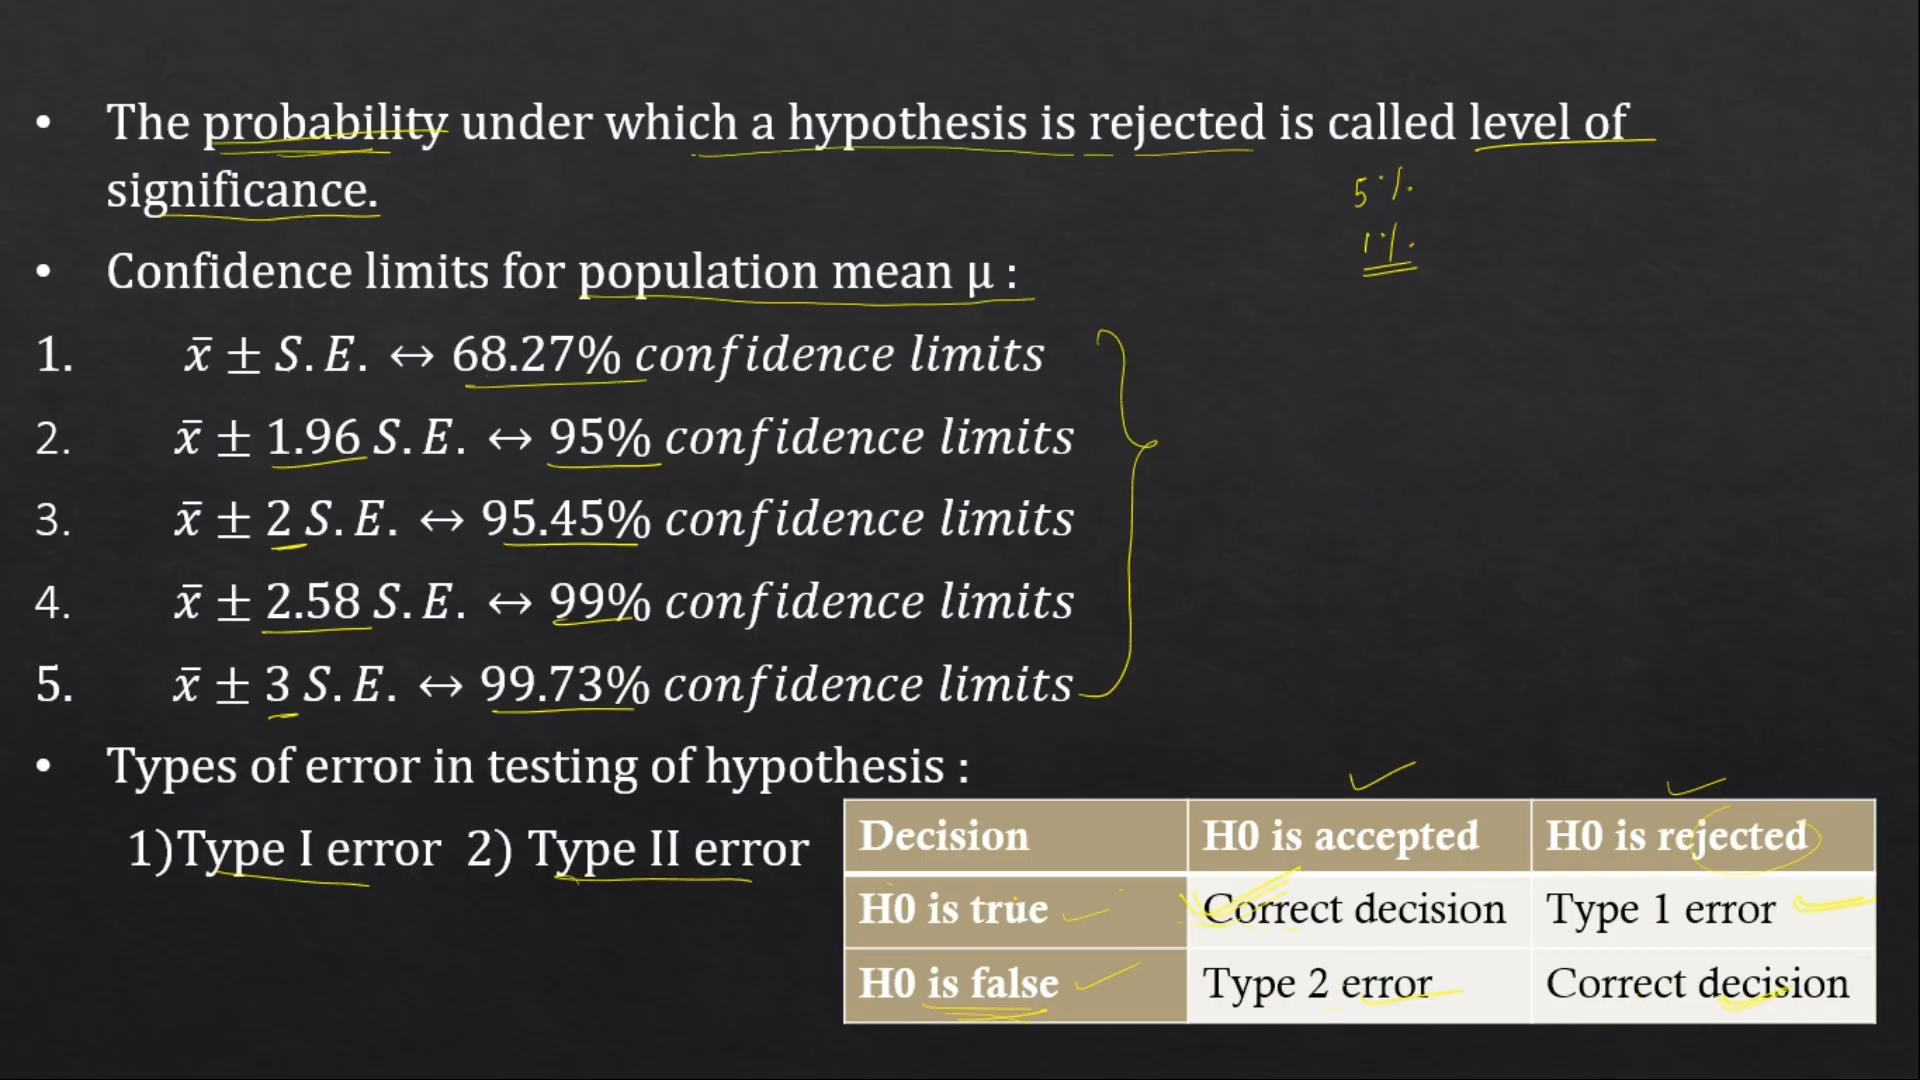 • The probability under which a hypothesis is rejected is called level of
significance.
5%
1%
• Confidence limits for population mean μ :
1. x̄ ± S.E. ↔ 68.27% confidence limits
2. x̄ ± 1.96 S.E. ↔ 95% confidence limits
3. x̄ ± 2 S.E. ↔ 95.45% confidence limits
4. x̄ ± 2.58 S.E. ↔ 99% confidence limits
5. x̄ ± 3 S.E. ↔ 99.73% confidence limits
• Types of error in testing of hypothesis :
1)Type I error 2) Type II error
Decision H0 is accepted H0 is rejected
H0 is true Correct decision Type 1 error
H0 is false Type 2 error Correct decision